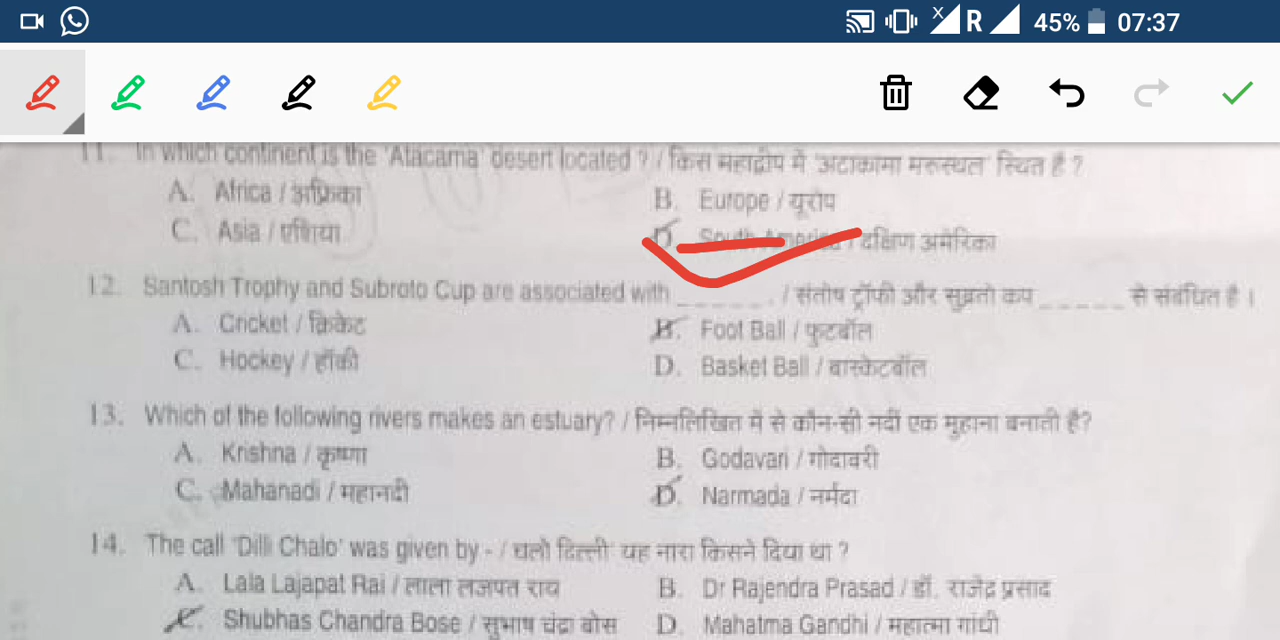 R 45% 07:37
11. In which continent is the 'Atacama' desert located ? / किस महाद्वीप में 'अटाकामा मरुस्थल' स्थित है ?
A. Africa / अफ्रिका B. Europe / यूरोप
C. Asia / एशिया D. South America / दक्षिण अमेरिका
12. Santosh Trophy and Subroto Cup are associated with ______ . / संतोष ट्रॉफी और सुब्रतो कप ______ से संबंधित है ।
A. Cricket / क्रिकेट B. Foot Ball / फुटबॉल
C. Hockey / हॉकी D. Basket Ball / बास्केटबॉल
13. Which of the following rivers makes an estuary? / निम्नलिखित में से कौन-सी नदी एक मुहाना बनाती है?
A. Krishna / कृष्णा B. Godavari / गोदावरी
C. Mahanadi / महानदी D. Narmada / नर्मदा
14. The call 'Dilli Chalo' was given by - / 'चलो दिल्ली' यह नारा किसने दिया था ?
A. Lala Lajapat Rai / लाला लजपत राय B. Dr Rajendra Prasad / डॉ. राजेंद्र प्रसाद
C. Shubhas Chandra Bose / सुभाष चंद्रा बोस D. Mahatma Gandhi / महात्मा गांधी